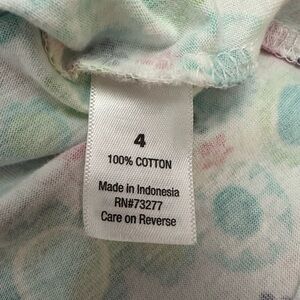 4
100% COTTON
Made in Indonesia
RN#73277
Care on Reverse